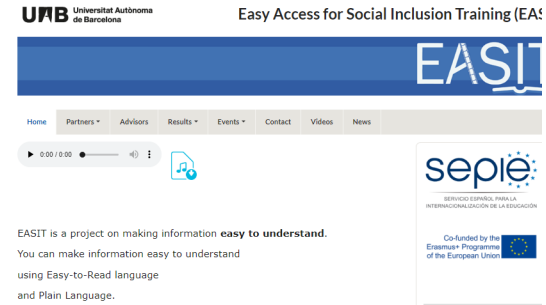 UAB Universitat Autònoma
de Barcelona
Easy Access for Social Inclusion Training (EAS
EASIT
Home Partners Advisors Results Events Contact Videos News
0:00 / 0:00
sepie
SERVICIO ESPAÑOL PARA LA
INTERNACIONALIZACIÓN DE LA EDUCACIÓN
EASIT is a project on making information easy to understand.
You can make information easy to understand
using Easy-to-Read language
and Plain Language.
Co-funded by the
Erasmus+ Programme
of the European Union